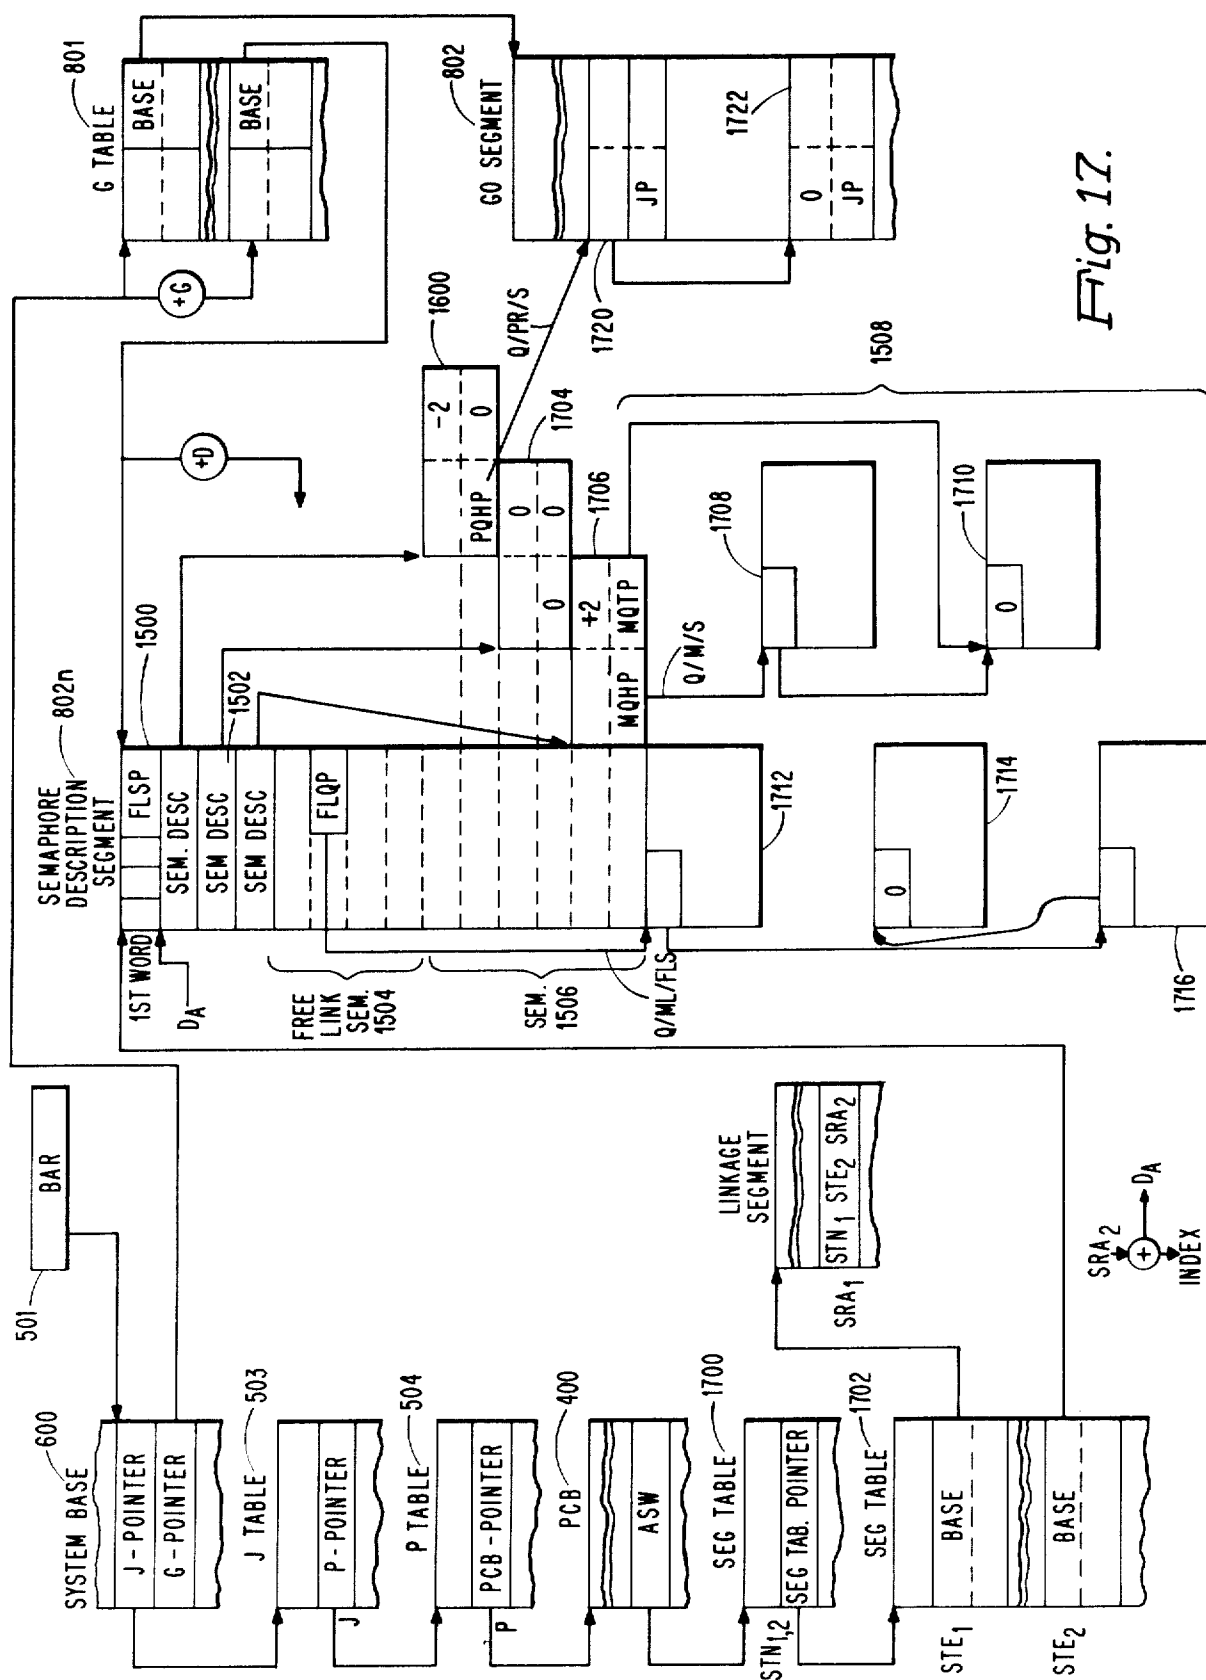 BAR
501
SYSTEM BASE
600
J-POINTER
G-POINTER
J TABLE
503
P-POINTER
J
P TABLE
504
PCB-POINTER
P
PCB
400
ASW
SEG TABLE
1700
STN1,2
SEG TAB. POINTER
SEG TABLE
1702
STE1
BASE
STE2
BASE
LINKAGE
SEGMENT
STN1 STE2 SRA2
SRA1
SRA2
+
DA
INDEX
SEMAPHORE
DESCRIPTION
SEGMENT
802n
1500
1ST WORD
FLSP
DA
SEM. DESC
SEM DESC
1502
SEM DESC
FREE
LINK
SEM.
1504
FLQP
SEM.
1506
Q/ML/FLS
+D
1600
-2
PQHP
0
1704
0
0
0
1706
+2
MQHP
MQTP
Q/PR/S
Q/M/S
1708
1710
0
1508
1712
1714
0
1716
G TABLE
801
BASE
BASE
+G
GO SEGMENT
802
JP
1720
1722
0
JP
Fig. 17.